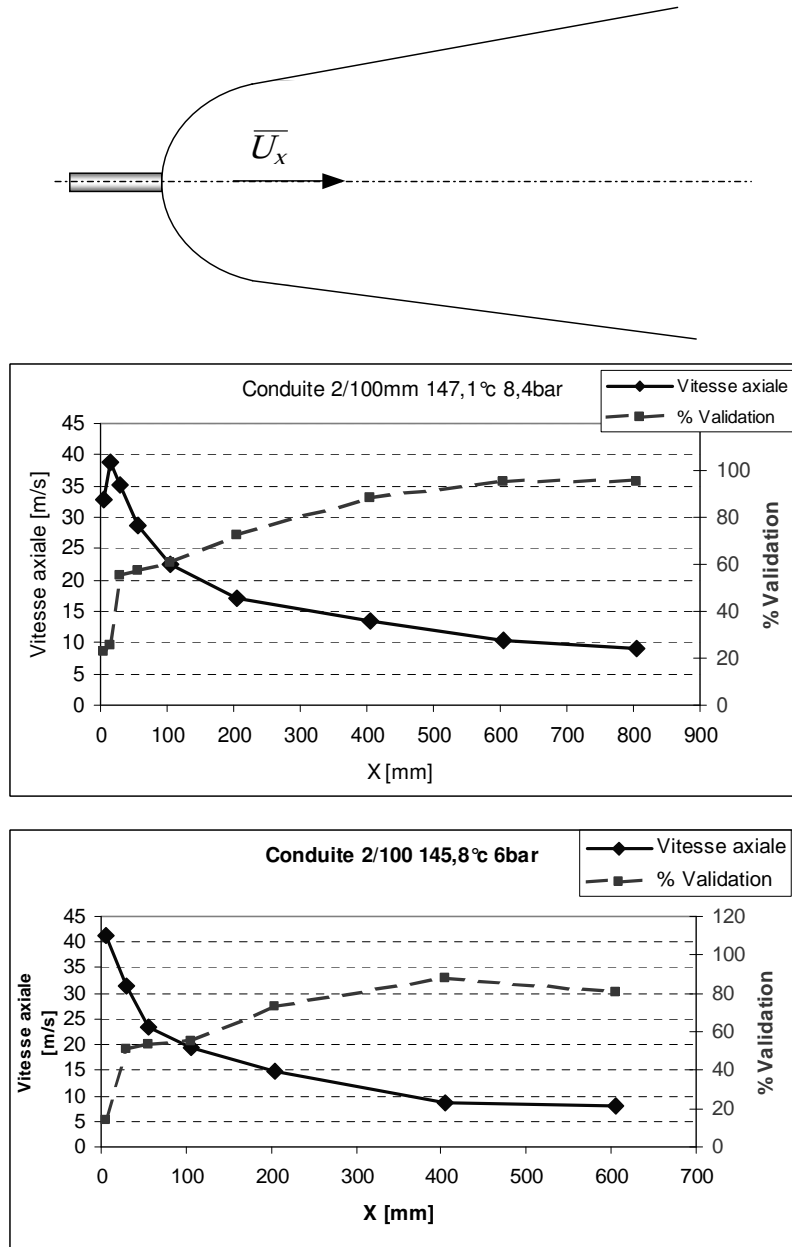 U_x
Conduite 2/100mm 147,1°c 8,4bar
Vitesse axiale
% Validation
Vitesse axiale [m/s]
45
40
35
30
25
20
15
10
5
0
100
80
60
40
20
0
% Validation
0 100 200 300 400 500 600 700 800 900
X [mm]
Conduite 2/100 145,8°c 6bar
Vitesse axiale
% Validation
Vitesse axiale
[m/s]
45
40
35
30
25
20
15
10
5
0
120
100
80
60
40
20
0
% Validation
0 100 200 300 400 500 600 700
X [mm]